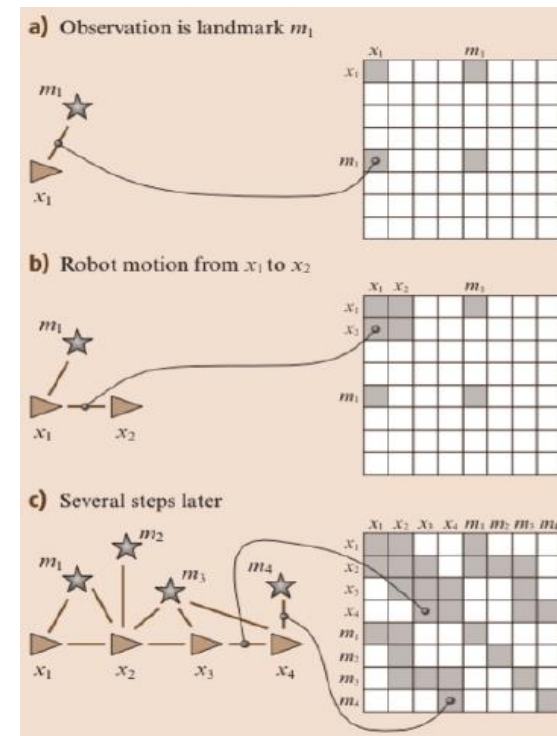 a) Observation is landmark m₁
x₁ m₁
x₁
m₁
m₁
x₁
b) Robot motion from x₁ to x₂
x₁ x₂ m₁
x₁
x₂
m₁
m₁
x₁ x₂
c) Several steps later
x₁ x₂ x₃ x₄ m₁ m₂ m₃ m₄
x₁
x₂
x₃
x₄
m₁
m₂
m₃
m₄
m₂
m₁ m₃ m₄
x₁ x₂ x₃ x₄